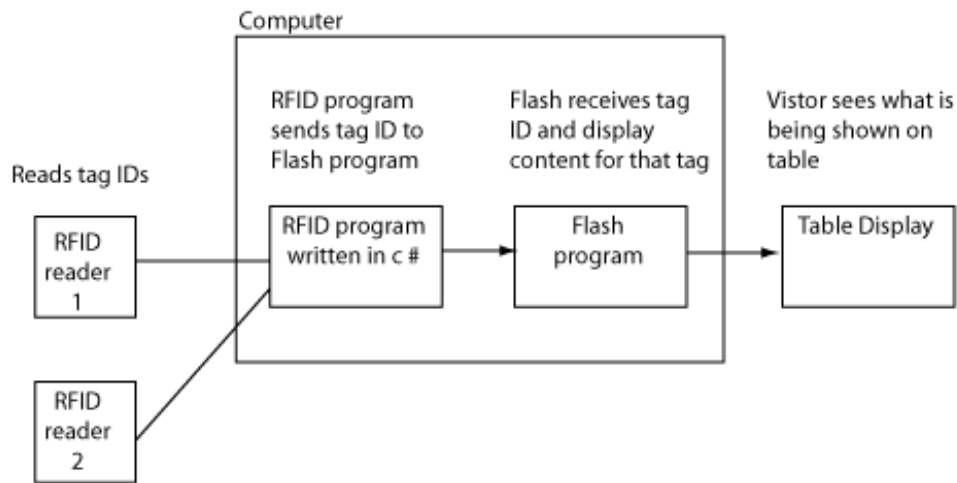 Computer
RFID program
sends tag ID to
Flash program
Flash receives tag
ID and display
content for that tag
Vistor sees what is
being shown on
table
Reads tag IDs
RFID
reader
1
RFID program
written in c #
Flash
program
Table Display
RFID
reader
2